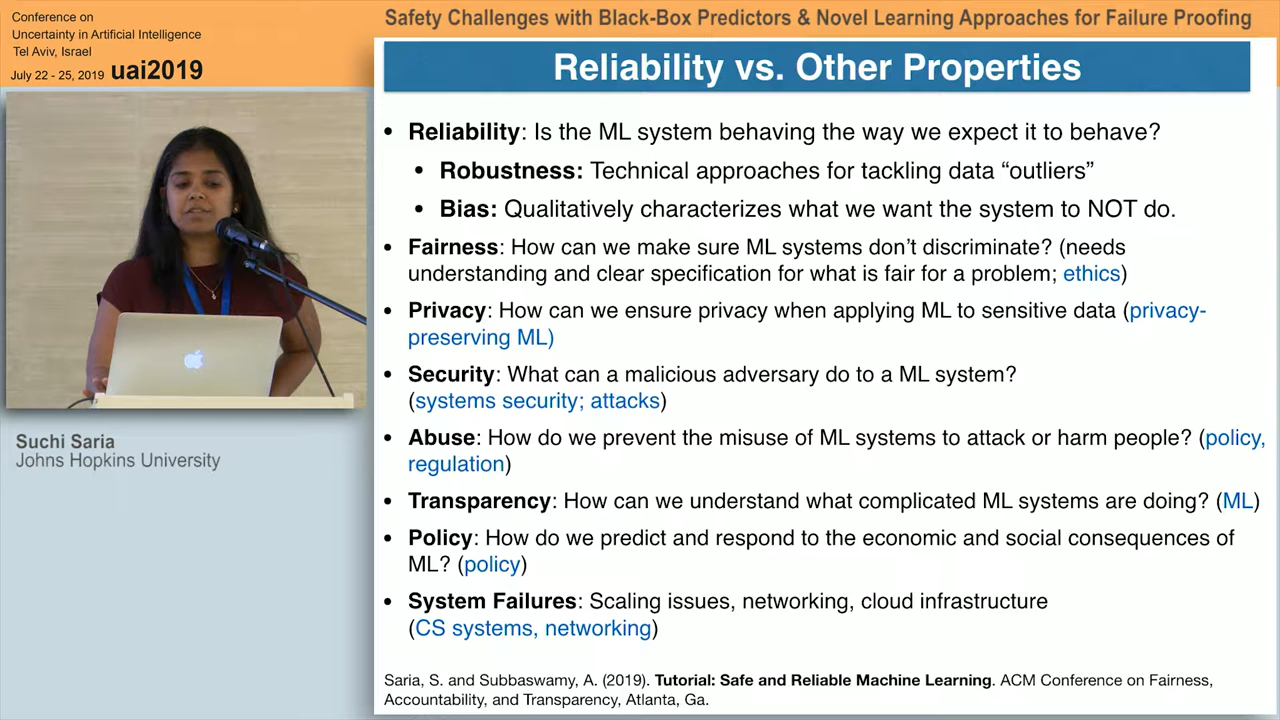 Conference on
Uncertainty in Artificial Intelligence
Tel Aviv, Israel
July 22 - 25, 2019 uai2019
Safety Challenges with Black-Box Predictors & Novel Learning Approaches for Failure Proofing
Reliability vs. Other Properties
• Reliability: Is the ML system behaving the way we expect it to behave?
• Robustness: Technical approaches for tackling data “outliers”
• Bias: Qualitatively characterizes what we want the system to NOT do.
• Fairness: How can we make sure ML systems don’t discriminate? (needs
understanding and clear specification for what is fair for a problem; ethics)
• Privacy: How can we ensure privacy when applying ML to sensitive data (privacy-
preserving ML)
• Security: What can a malicious adversary do to a ML system?
(systems security; attacks)
• Abuse: How do we prevent the misuse of ML systems to attack or harm people? (policy,
regulation)
• Transparency: How can we understand what complicated ML systems are doing? (ML)
• Policy: How do we predict and respond to the economic and social consequences of
ML? (policy)
• System Failures: Scaling issues, networking, cloud infrastructure
(CS systems, networking)
Saria, S. and Subbaswamy, A. (2019). Tutorial: Safe and Reliable Machine Learning. ACM Conference on Fairness,
Accountability, and Transparency, Atlanta, Ga.
Suchi Saria
Johns Hopkins University